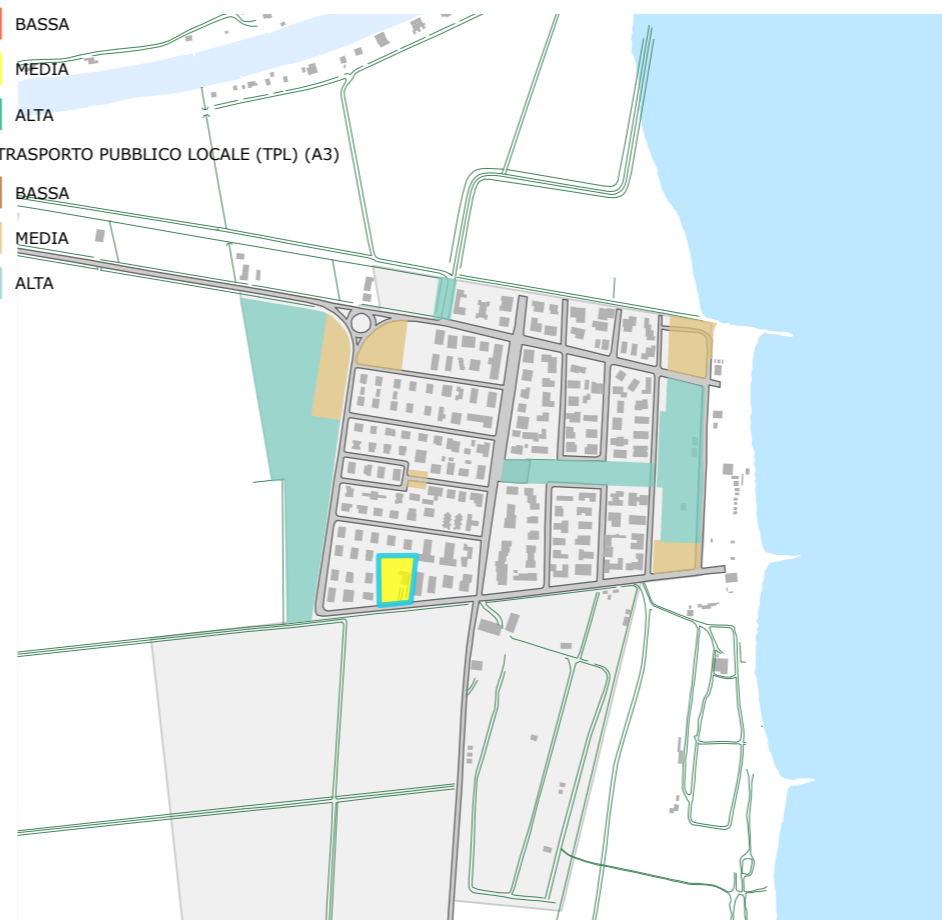 BASSA
MEDIA
ALTA
TRASPORTO PUBBLICO LOCALE (TPL) (A3)
BASSA
MEDIA
ALTA